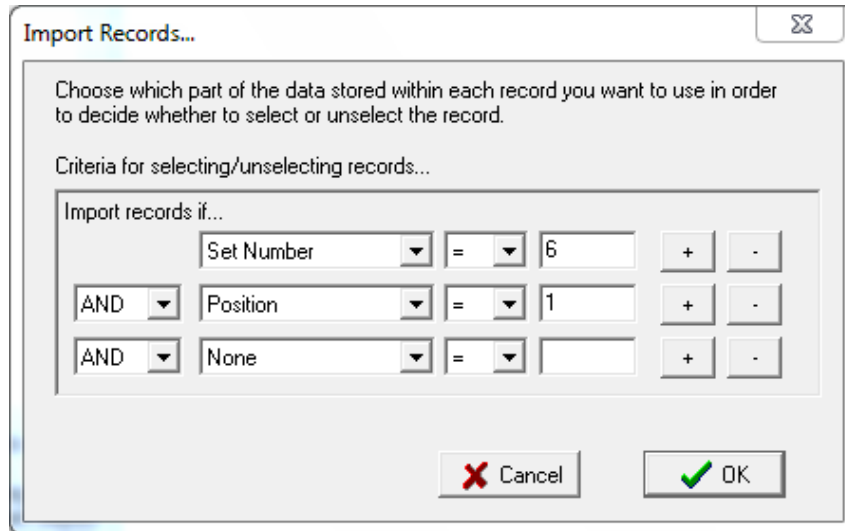 Import Records...
Choose which part of the data stored within each record you want to use in order
to decide whether to select or unselect the record.
Criteria for selecting/unselecting records...
Import records if...
Set Number = 6 + -
AND Position = 1 + -
AND None = + -
Cancel OK